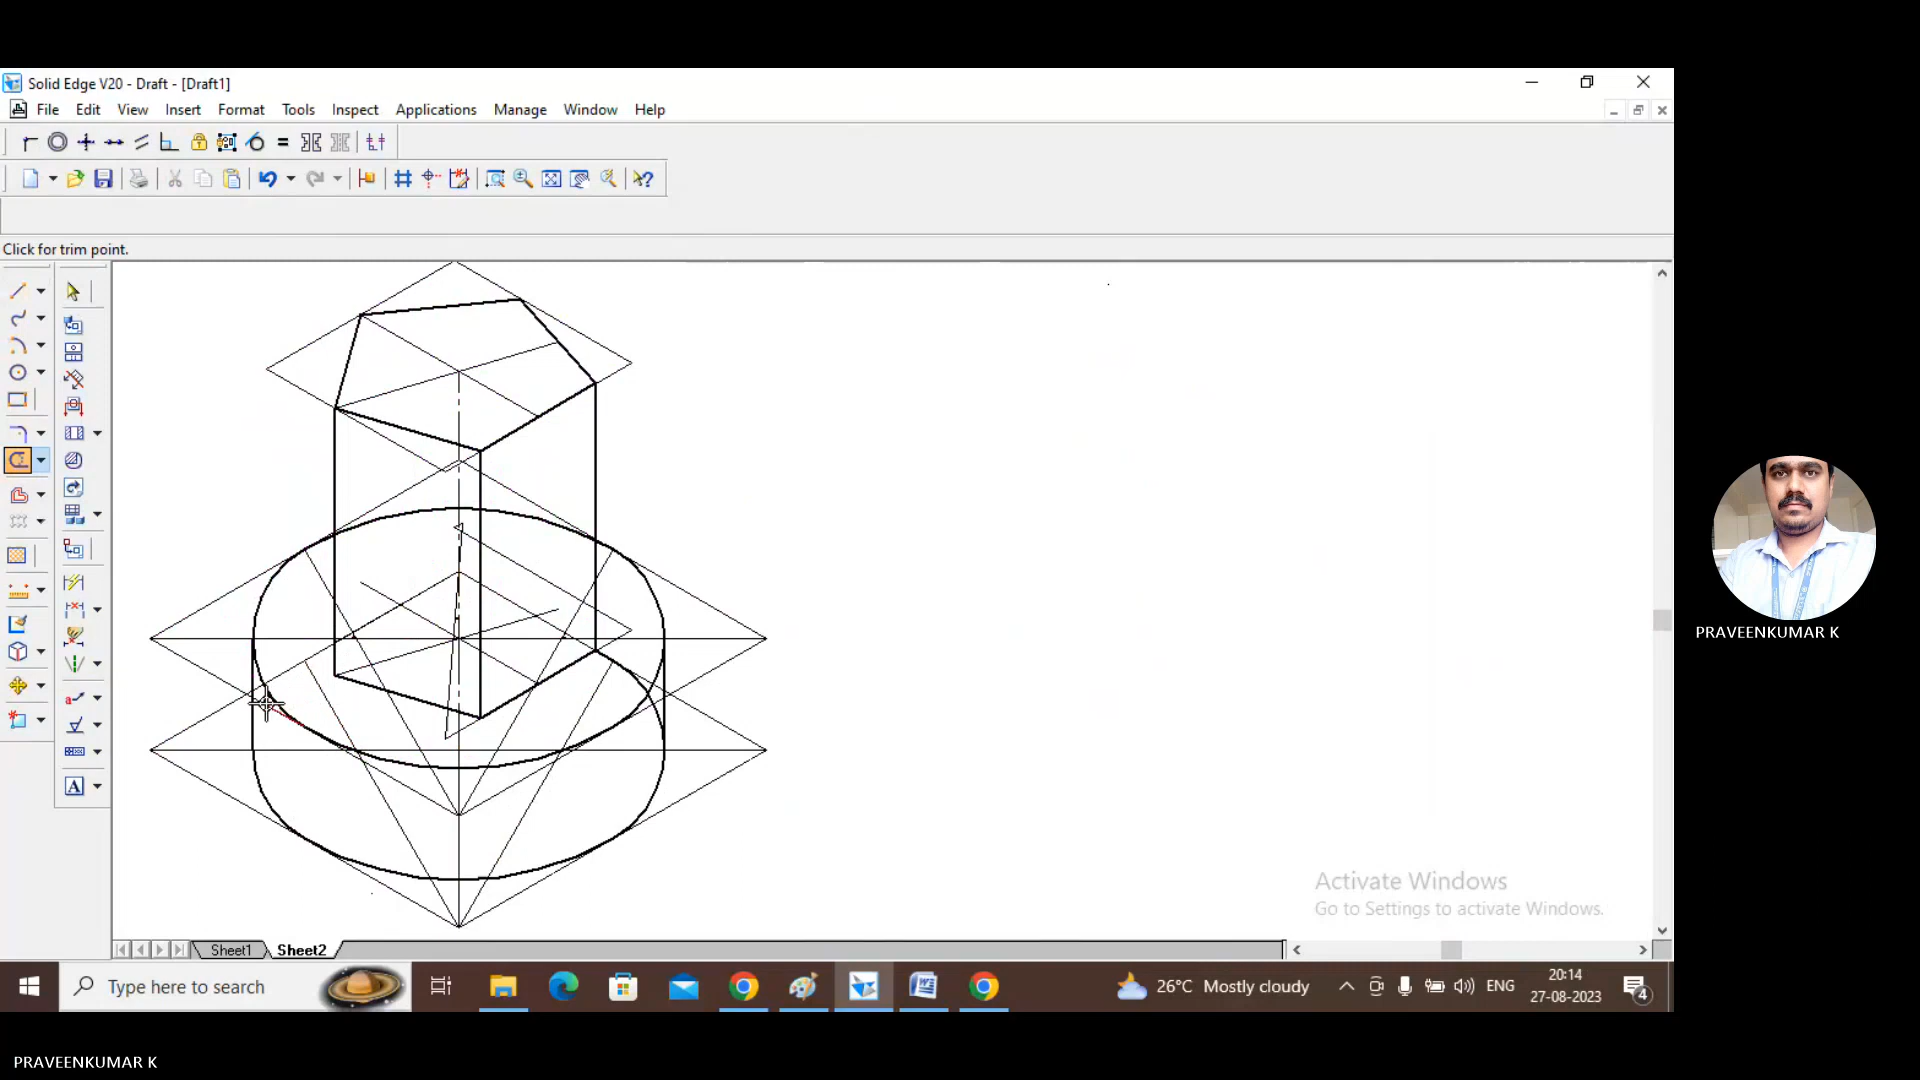 Solid Edge V20 - Draft - [Draft1]
File Edit View Insert Format Tools Inspect Applications Manage Window Help
Click for trim point.
A
PRAVEENKUMAR K
Activate Windows
Go to Settings to activate Windows.
Sheet1 Sheet2
Type here to search
26°C Mostly cloudy
ENG
20:14
27-08-2023
4
PRAVEENKUMAR K